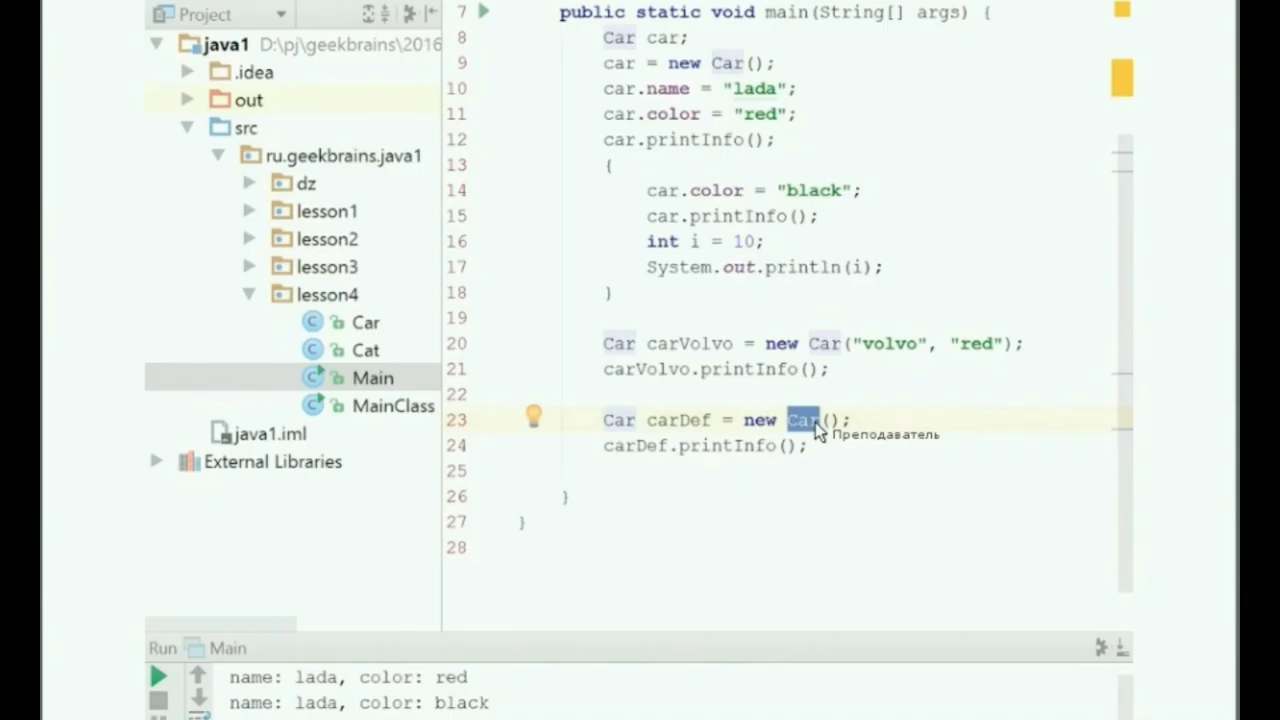 Project
java1 D:\pj\geekbrains\2016
.idea
out
src
ru.geekbrains.java1
dz
lesson1
lesson2
lesson3
lesson4
Car
Cat
Main
MainClass
java1.iml
External Libraries
7 public static void main(String[] args) {
8 Car car;
9 car = new Car();
10 car.name = "lada";
11 car.color = "red";
12 car.printInfo();
13 {
14 car.color = "black";
15 car.printInfo();
16 int i = 10;
17 System.out.println(i);
18 }
19
20 Car carVolvo = new Car("volvo", "red");
21 carVolvo.printInfo();
22
23 Car carDef = new Car();
Преподаватель
24 carDef.printInfo();
25
26 }
27 }
28
Run Main
name: lada, color: red
name: lada, color: black